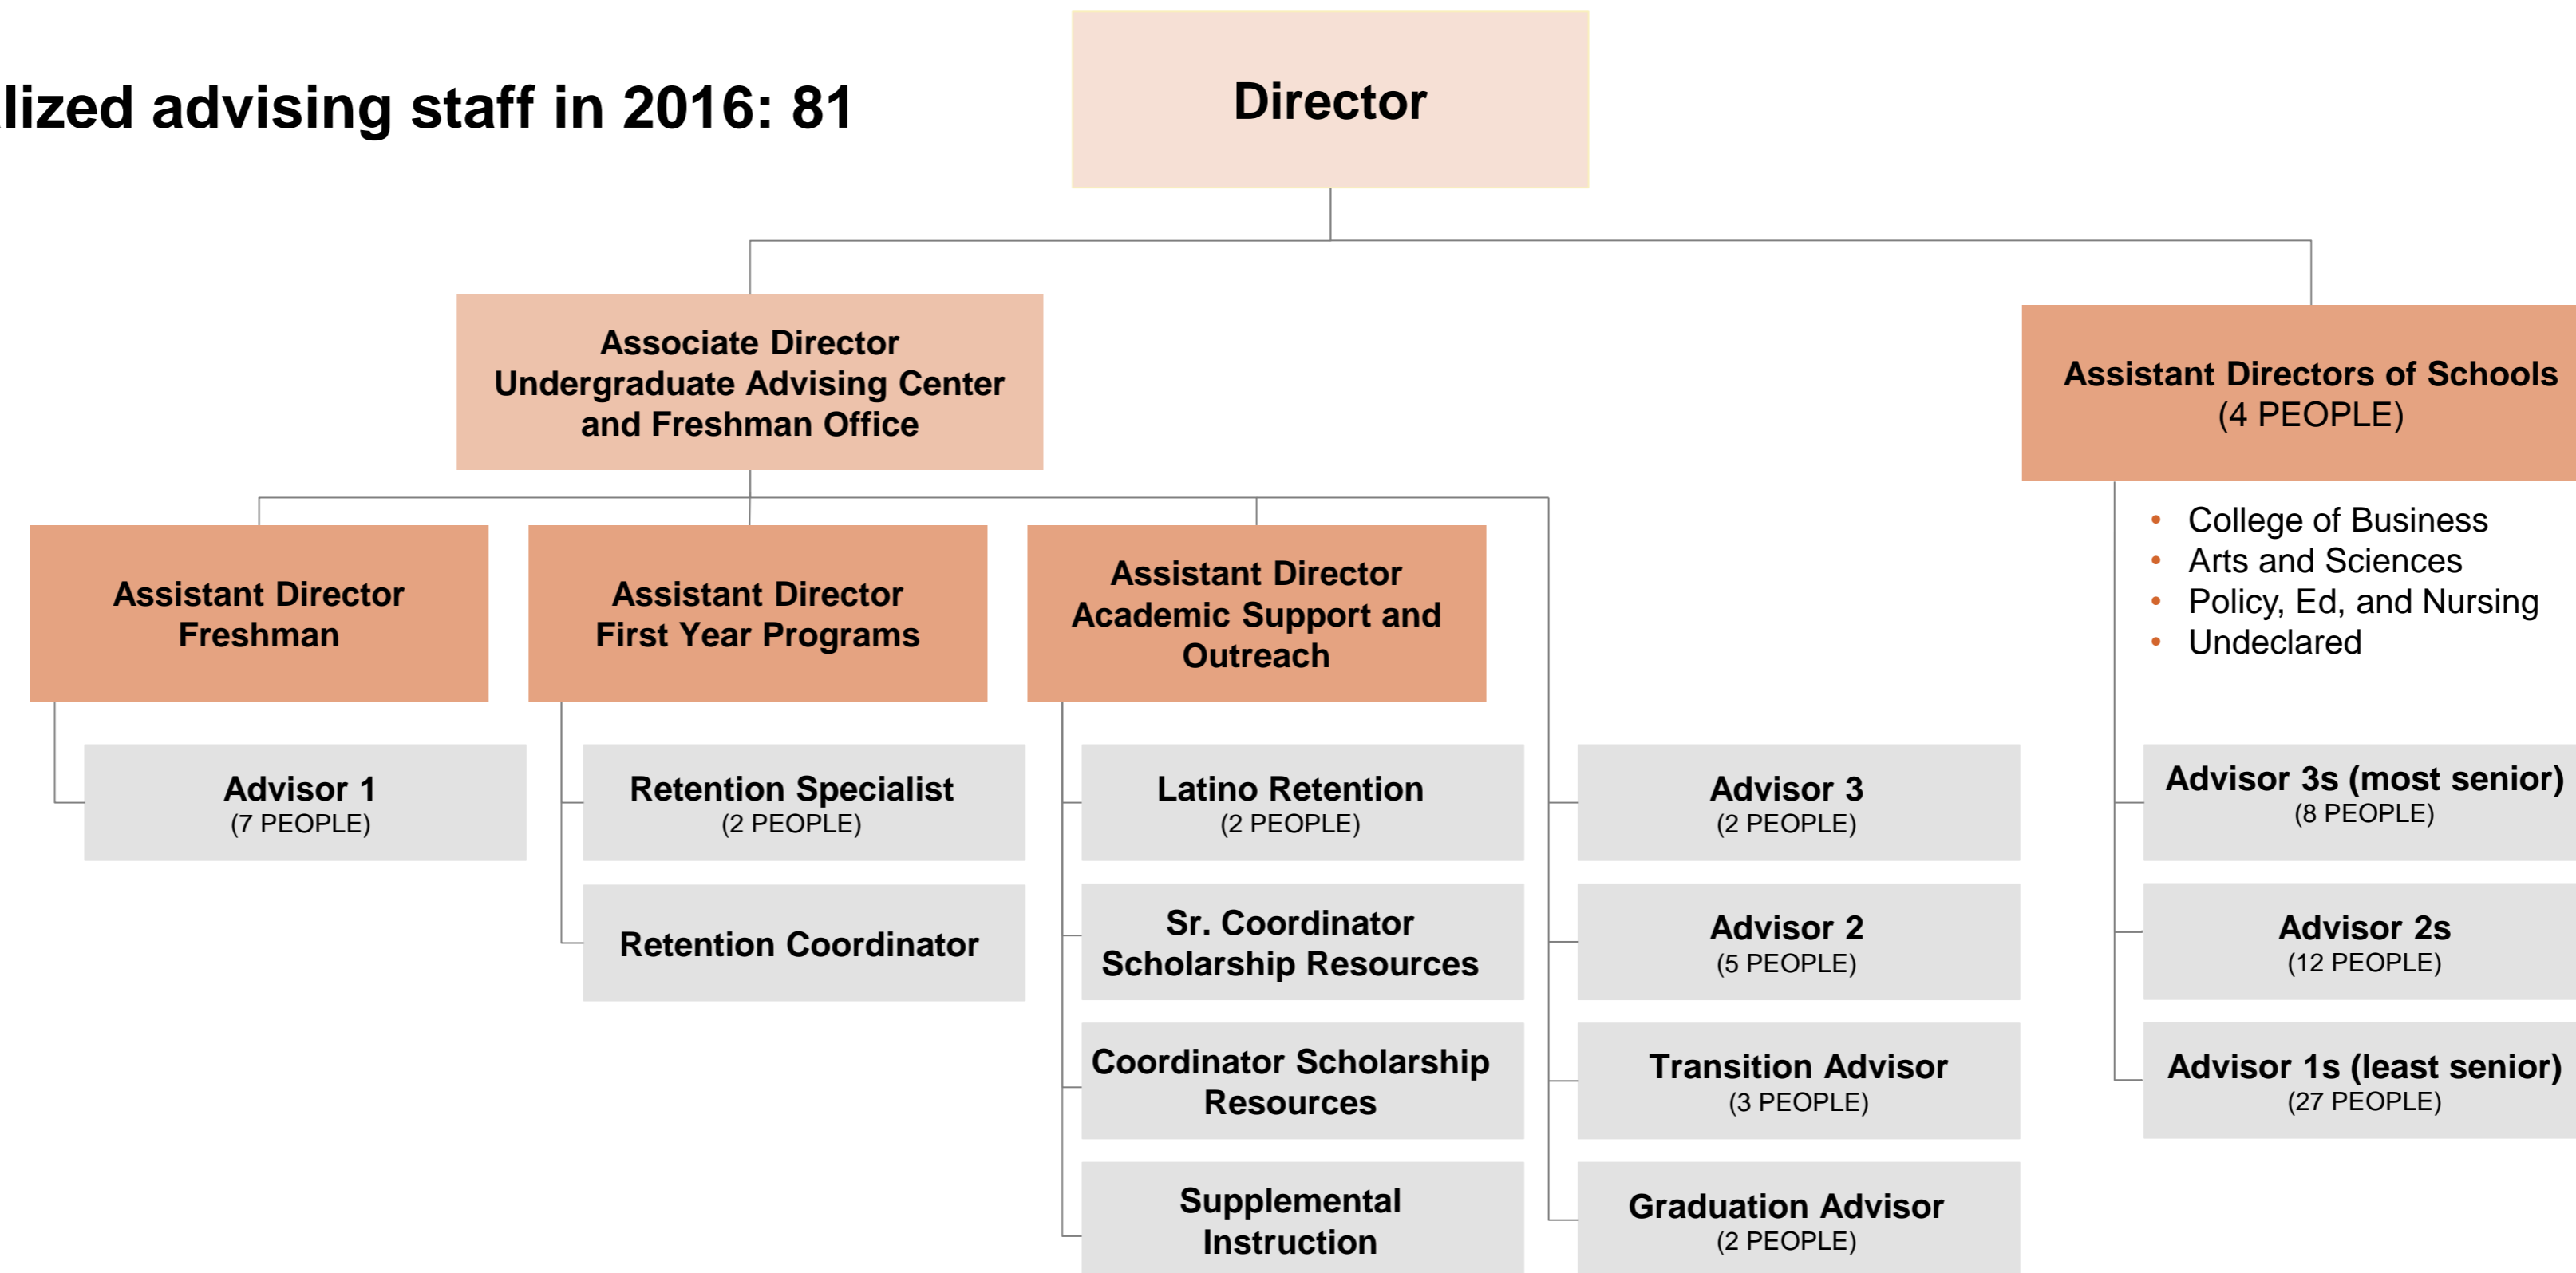 lized advising staff in 2016: 81
Director
Associate Director
Undergraduate Advising Center
and Freshman Office
Assistant Directors of Schools
(4 PEOPLE)
• College of Business
• Arts and Sciences
• Policy, Ed, and Nursing
• Undeclared
Assistant Director
Freshman
Assistant Director
First Year Programs
Assistant Director
Academic Support and
Outreach
Advisor 1
(7 PEOPLE)
Retention Specialist
(2 PEOPLE)
Retention Coordinator
Latino Retention
(2 PEOPLE)
Sr. Coordinator
Scholarship Resources
Coordinator Scholarship
Resources
Supplemental
Instruction
Advisor 3
(2 PEOPLE)
Advisor 2
(5 PEOPLE)
Transition Advisor
(3 PEOPLE)
Graduation Advisor
(2 PEOPLE)
Advisor 3s (most senior)
(8 PEOPLE)
Advisor 2s
(12 PEOPLE)
Advisor 1s (least senior)
(27 PEOPLE)